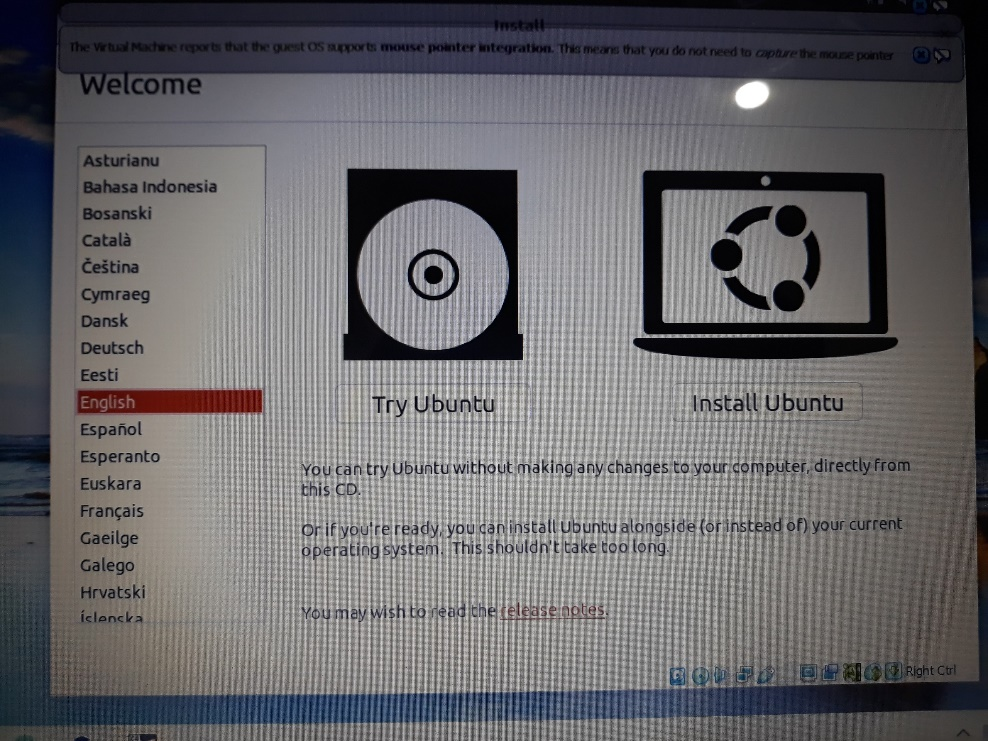 Install
The Virtual Machine reports that the guest OS supports mouse pointer integration. This means that you do not need to capture the mouse pointer
Welcome
Asturianu
Bahasa Indonesia
Bosanski
Català
Čeština
Cymraeg
Dansk
Deutsch
Eesti
English
Español
Esperanto
Euskara
Français
Gaeilge
Galego
Hrvatski
Íslenska
Try Ubuntu
Install Ubuntu
You can try Ubuntu without making any changes to your computer, directly from
this CD.
Or if you're ready, you can install Ubuntu alongside (or instead of) your current
operating system. This shouldn't take too long.
You may wish to read the release notes.
Right Ctrl